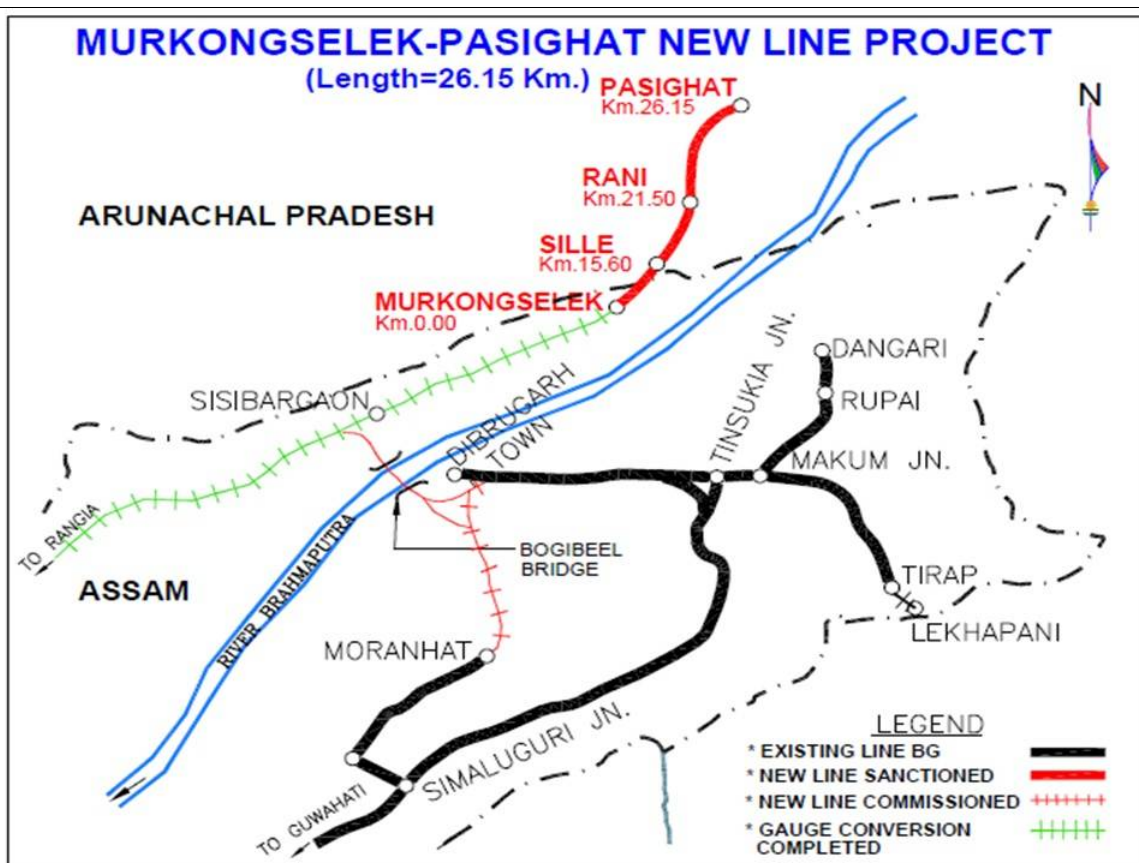 MURKONGSELEK-PASIGHAT NEW LINE PROJECT
(Length=26.15 Km.)
PASIGHAT
Km.26.15
N
RANI
Km.21.50
ARUNACHAL PRADESH
SILLE
Km.15.60
MURKONGSELEK
Km.0.00
DANGARI
RUPAI
SISIBARGAON
DIBRUGARH
TOWN
TINSUKIA JN.
MAKUM JN.
TO RANGIA
BOGIBEEL
BRIDGE
ASSAM
RIVER BRAHMAPUTRA
TIRAP
LEKHAPANI
MORANHAT
SIMALUGURI JN.
TO GUWAHATI
LEGEND
* EXISTING LINE BG
* NEW LINE SANCTIONED
* NEW LINE COMMISSIONED
* GAUGE CONVERSION
COMPLETED